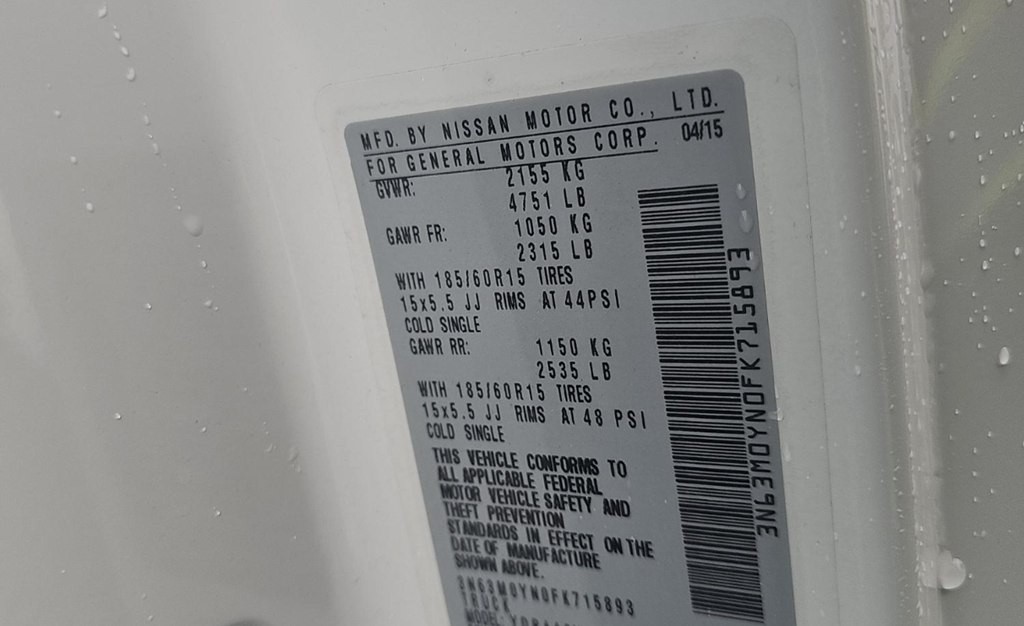 MFD. BY NISSAN MOTOR CO., LTD.
FOR GENERAL MOTORS CORP. 04/15
GVWR: 2155 KG
4751 LB
GAWR FR: 1050 KG
2315 LB
WITH 185/60R15 TIRES
15x5.5 JJ RIMS AT 44PSI
COLD SINGLE
GAWR RR: 1150 KG
2535 LB
WITH 185/60R15 TIRES
15x5.5 JJ RIMS AT 48 PSI
COLD SINGLE
THIS VEHICLE CONFORMS TO
ALL APPLICABLE FEDERAL
MOTOR VEHICLE SAFETY AND
THEFT PREVENTION
STANDARDS IN EFFECT ON THE
DATE OF MANUFACTURE
SHOWN ABOVE.
3N63M0YN0FK715893
TRUCK
MODEL:
3N63M0YN0FK715893